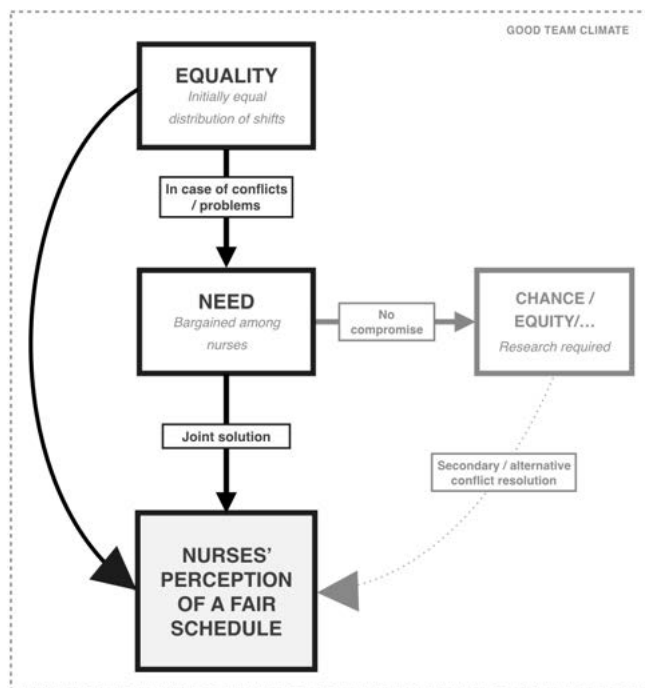 GOOD TEAM CLIMATE
EQUALITY
Initially equal
distribution of shifts
In case of conflicts
/ problems
NEED
Bargained among
nurses
No
compromise
CHANCE /
EQUITY/...
Research required
Joint solution
Secondary / alternative
conflict resolution
NURSES’
PERCEPTION
OF A FAIR
SCHEDULE